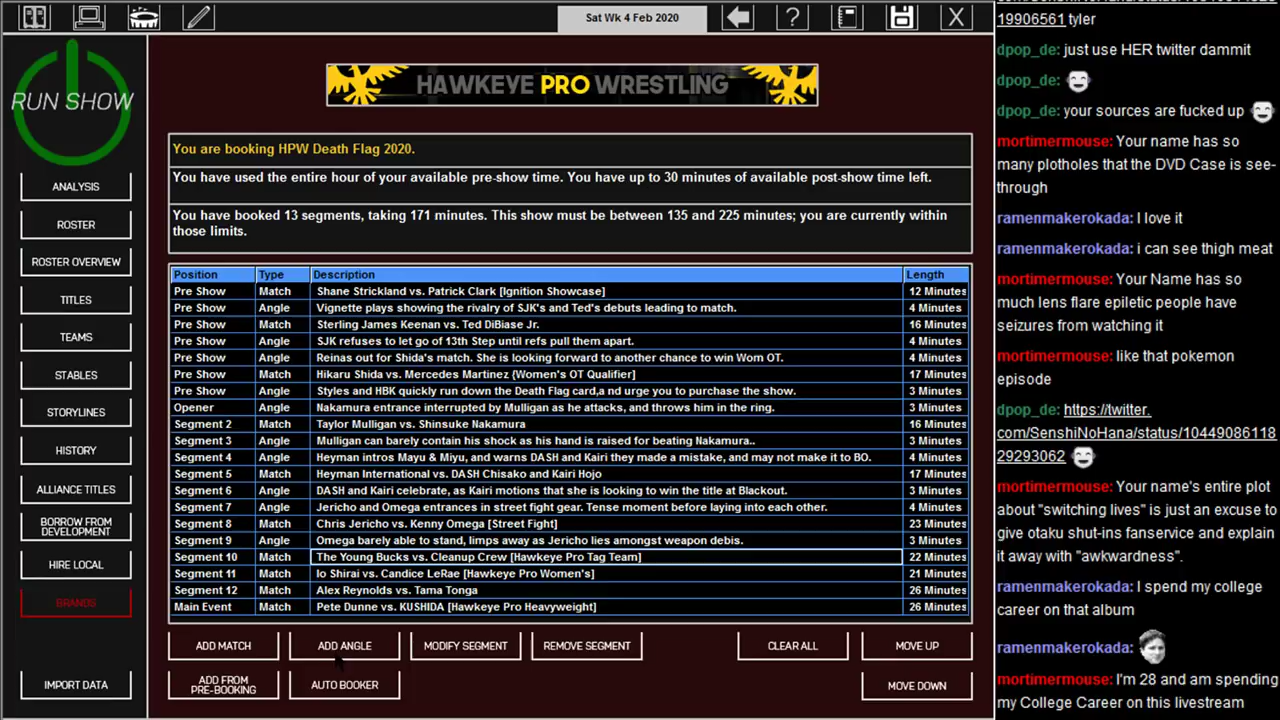 Sat Wk 4 Feb 2020
?
X
RUN SHOW
HAWKEYE PRO WRESTLING
You are booking HPW Death Flag 2020.
You have used the entire hour of your available pre-show time. You have up to 30 minutes of available post-show time left.
You have booked 13 segments, taking 171 minutes. This show must be between 135 and 225 minutes; you are currently within
those limits.
ANALYSIS
ROSTER
ROSTER OVERVIEW
TITLES
TEAMS
STABLES
STORYLINES
HISTORY
ALLIANCE TITLES
BORROW FROM
DEVELOPMENT
HIRE LOCAL
BRANDS
IMPORT DATA
Position Type Description Length
Pre Show Match Shane Strickland vs. Patrick Clark [Ignition Showcase] 12 Minutes
Pre Show Angle Vignette plays showing the rivalry of SJK's and Ted's debuts leading to match. 4 Minutes
Pre Show Match Sterling James Keenan vs. Ted DiBiase Jr. 16 Minutes
Pre Show Angle SJK refuses to let go of 13th Step until refs pull them apart. 4 Minutes
Pre Show Angle Reinas out for Shida's match. She is looking forward to another chance to win Wom OT. 4 Minutes
Pre Show Match Hikaru Shida vs. Mercedes Martinez {Women's OT Qualifier] 17 Minutes
Pre Show Angle Styles and HBK quickly run down the Death Flag card,a nd urge you to purchase the show. 3 Minutes
Opener Angle Nakamura entrance interrupted by Mulligan as he attacks, and throws him in the ring. 4 Minutes
Segment 2 Match Taylor Mulligan vs. Shinsuke Nakamura 16 Minutes
Segment 3 Angle Mulligan can barely contain his shock as his hand is raised for beating Nakamura.. 3 Minutes
Segment 4 Angle Heyman intros Mayu & Miyu, and warns DASH and Kairi they made a mistake, and may not make it to BO. 4 Minutes
Segment 5 Match Heyman International vs. DASH Chisako and Kairi Hojo 17 Minutes
Segment 6 Angle DASH and Kairi celebrate, as Kairi motions that she is looking to win the title at Blackout. 3 Minutes
Segment 7 Angle Jericho and Omega entrances in street fight gear. Tense moment before laying into each other. 4 Minutes
Segment 8 Match Chris Jericho vs. Kenny Omega [Street Fight] 23 Minutes
Segment 9 Angle Omega barely able to stand, limps away as Jericho lies amongst weapon debis. 3 Minutes
Segment 10 Match The Young Bucks vs. Cleanup Crew [Hawkeye Pro Tag Team] 22 Minutes
Segment 11 Match Io Shirai vs. Candice LeRae [Hawkeye Pro Women's] 21 Minutes
Segment 12 Match Alex Reynolds vs. Tama Tonga 26 Minutes
Main Event Match Pete Dunne vs. KUSHIDA [Hawkeye Pro Heavyweight] 26 Minutes
ADD MATCH
ADD ANGLE
MODIFY SEGMENT
REMOVE SEGMENT
CLEAR ALL
MOVE UP
ADD FROM
PRE-BOOKING
AUTO BOOKER
MOVE DOWN
19906561 tyler
dpop_de: just use HER twitter dammit
dpop_de:
dpop_de: your sources are fucked up
mortimermouse: Your name has so
many plotholes that the DVD Case is see-
through
ramenmakerokada: I love it
ramenmakerokada: i can see thigh meat
mortimermouse: Your Name has so
much lens flare epiletic people have
seizures from watching it
mortimermouse: like that pokemon
episode
dpop_de: https://twitter.
com/SenshiNoHana/status/10449086118
29293062
mortimermouse: Your name's entire plot
about "switching lives" is just an excuse to
give otaku shut-ins fanservice and explain
it away with "awkwardness".
ramenmakerokada: I spend my college
career on that album
ramenmakerokada:
mortimermouse: I'm 28 and am spending
my College Career on this livestream